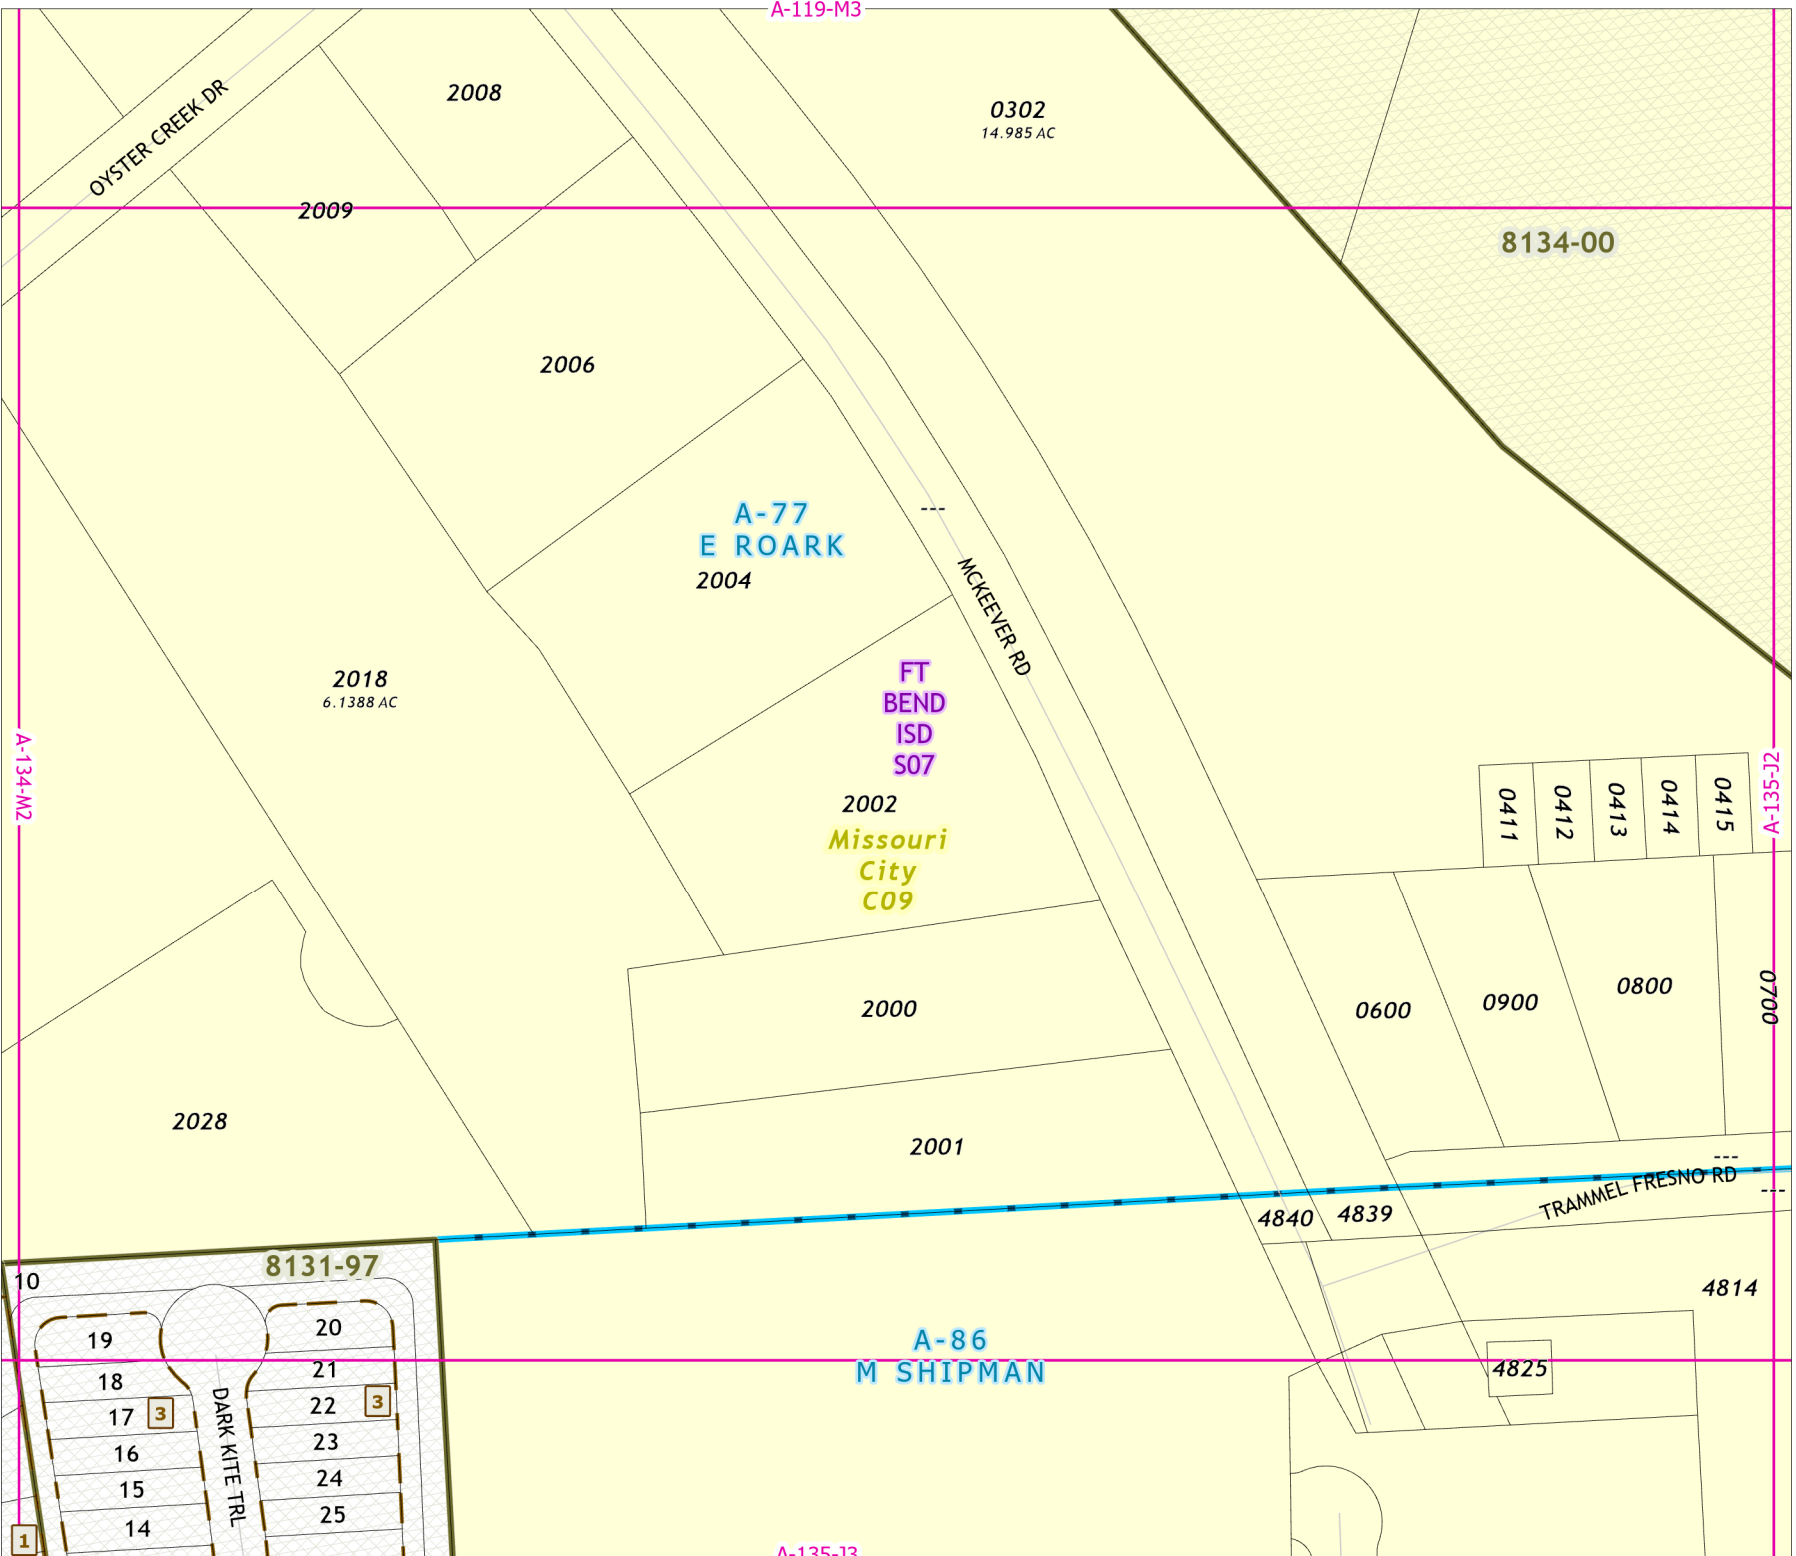 A-119-M3
2008
0302
14.985 AC
OYSTER CREEK DR
2009
8134-00
2006
A-77
E ROARK
---
2004
MCKEEVER RD
FT
BEND
ISD
S07
2018
6.1388 AC
A-134-M2
A-135-J2
2002
Missouri
City
C09
0411
0412
0413
0414
0415
2000
0600
0900
0800
0700
2028
2001
---
TRAMMEL FRESNO RD
---
4840
4839
8131-97
10
4814
19
20
A-86
M SHIPMAN
4825
18
21
17
3
22
3
DARK KITE TRL
16
23
15
24
14
25
1
A-135-J3